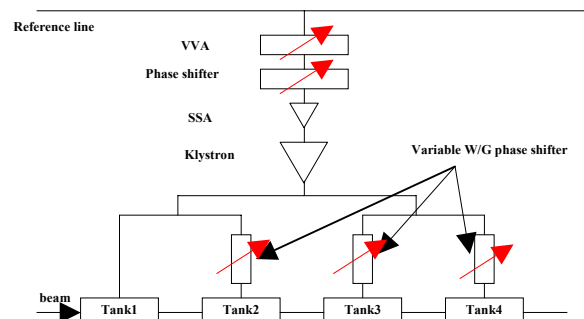 Reference line
VVA
Phase shifter
SSA
Klystron
Variable W/G phase shifter
beam
Tank1
Tank2
Tank3
Tank4